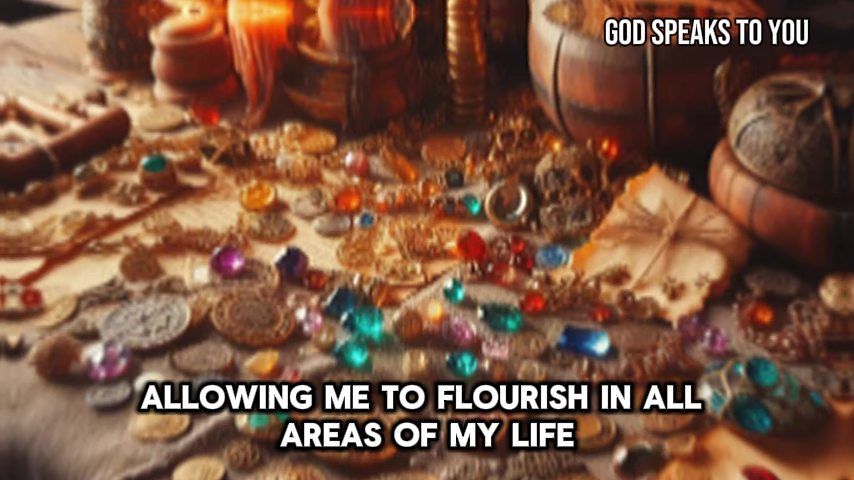 GOD SPEAKS TO YOU
ALLOWING ME TO FLOURISH IN ALL
AREAS OF MY LIFE